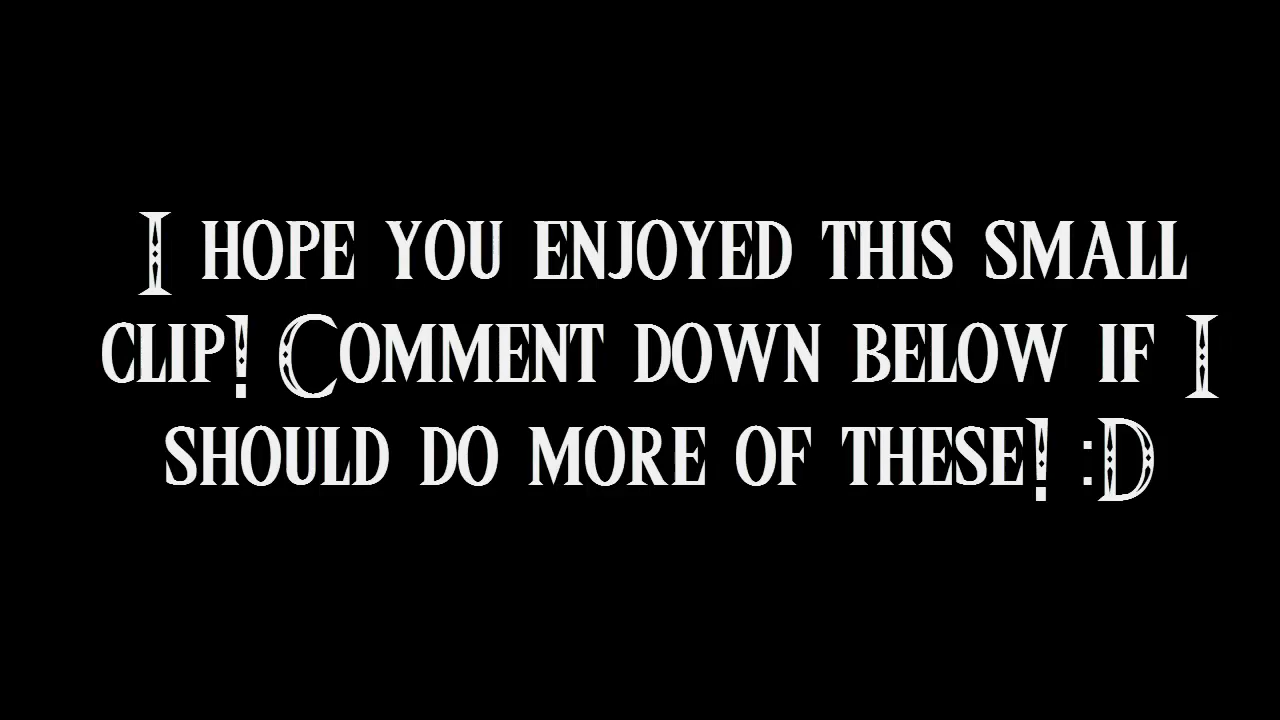 I hope you enjoyed this small
clip! Comment down below if I
should do more of these! :D